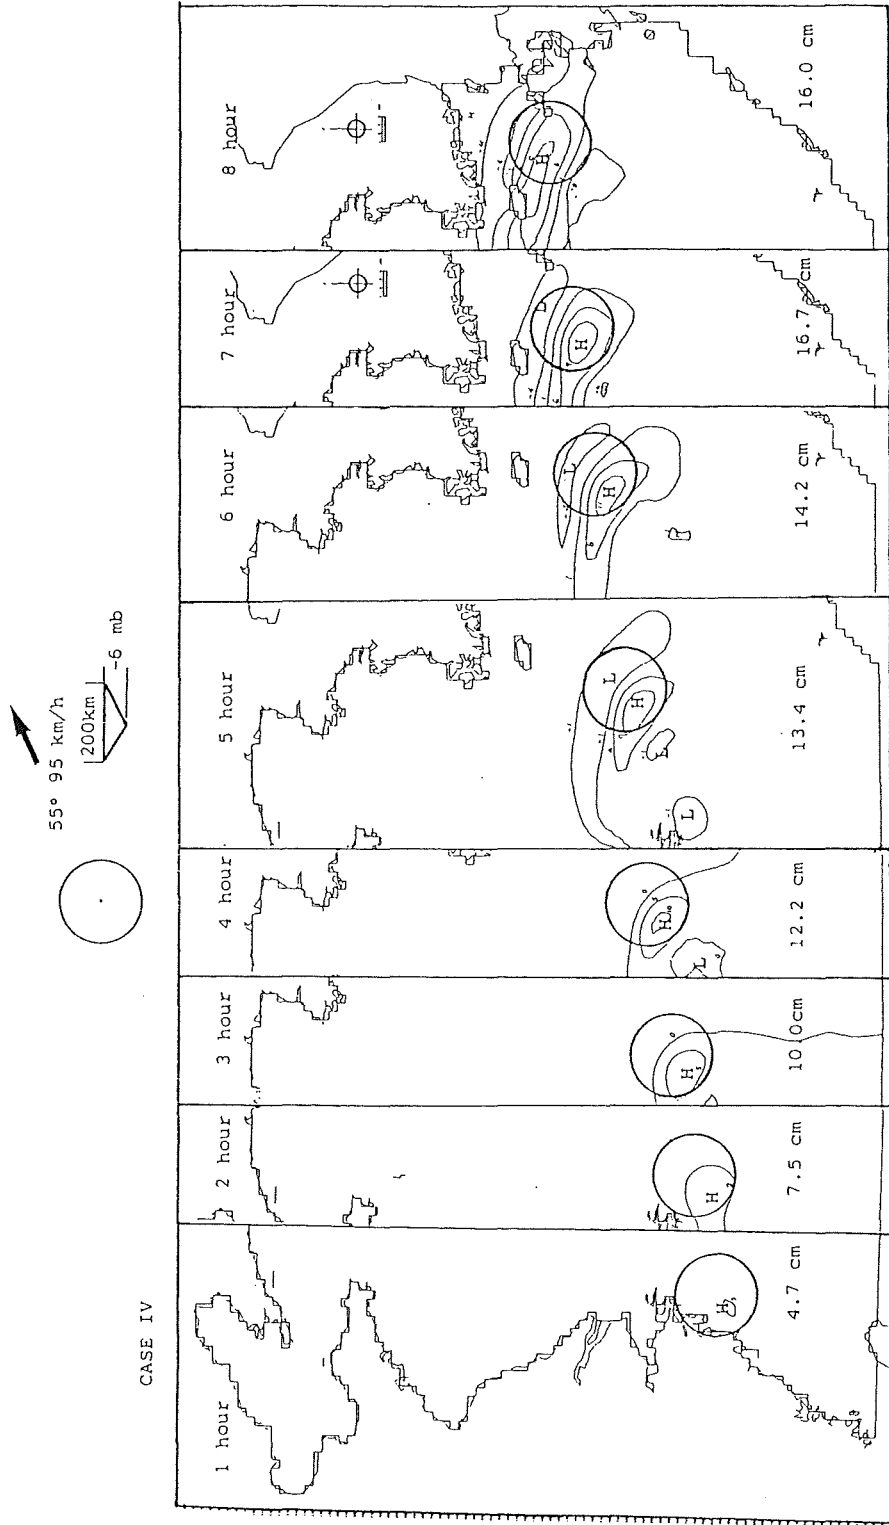 CASE IV
55° 95 km/h
200km
-6 mb
1 hour
2 hour
3 hour
4 hour
5 hour
6 hour
7 hour
8 hour
H
H
H
H
L
H
L
L
L
H
L
H
L
H
4.7 cm
7.5 cm
10.0cm
12.2 cm
13.4 cm
14.2 cm
16.7 cm
16.0 cm